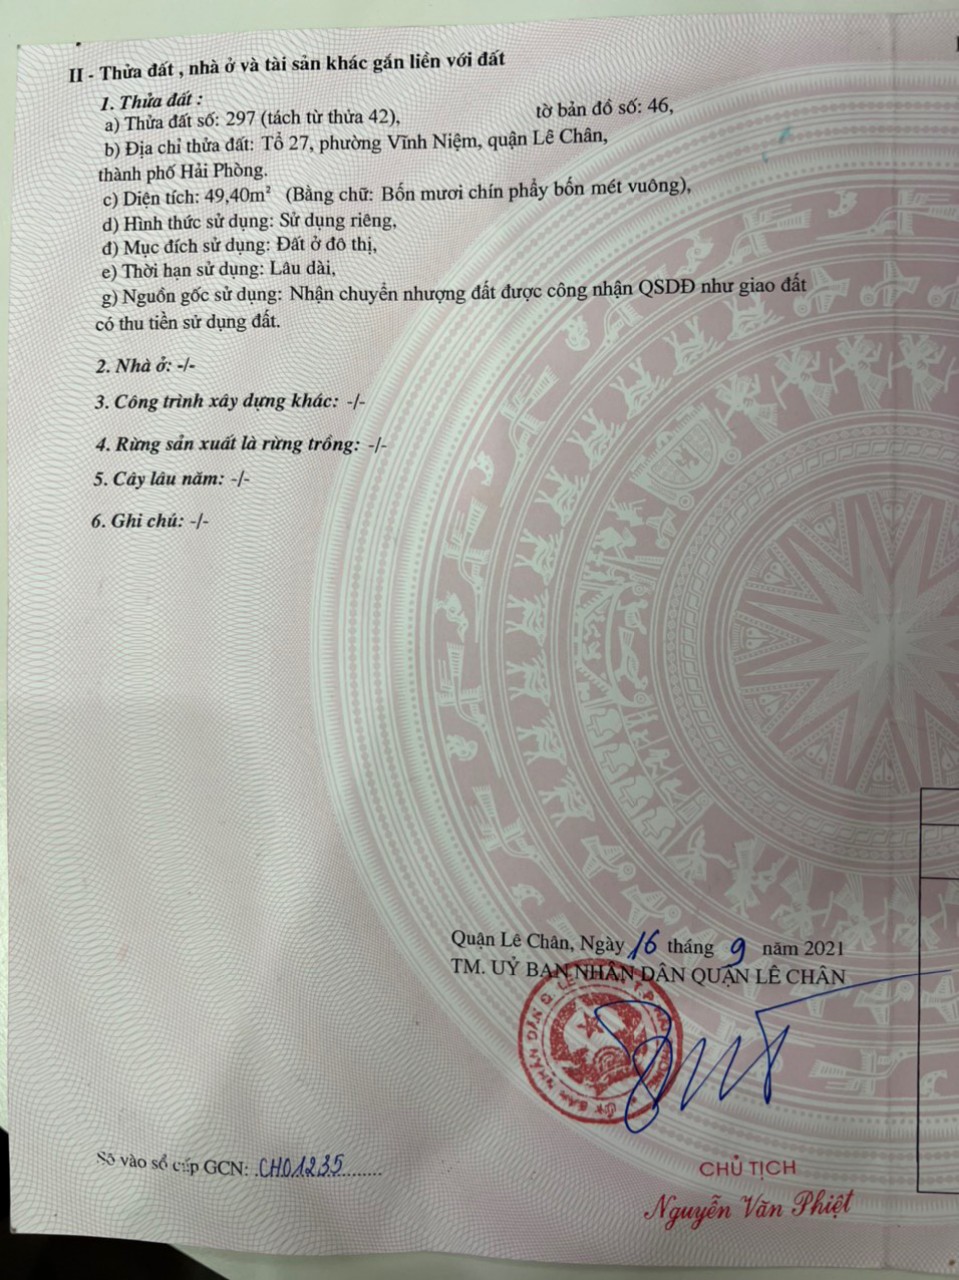 II - Thửa đất , nhà ở và tài sản khác gắn liền với đất
1. Thửa đất :
a) Thửa đất số: 297 (tách từ thửa 42), tờ bản đồ số: 46,
b) Địa chỉ thửa đất: Tổ 27, phường Vĩnh Niệm, quận Lê Chân,
thành phố Hải Phòng.
c) Diện tích: 49,40m² (Bằng chữ: Bốn mươi chín phẩy bốn mét vuông),
d) Hình thức sử dụng: Sử dụng riêng,
đ) Mục đích sử dụng: Đất ở đô thị,
e) Thời hạn sử dụng: Lâu dài,
g) Nguồn gốc sử dụng: Nhận chuyển nhượng đất được công nhận QSDĐ như giao đất
có thu tiền sử dụng đất.
2. Nhà ở: -/-
3. Công trình xây dựng khác: -/-
4. Rừng sản xuất là rừng trồng: -/-
5. Cây lâu năm: -/-
6. Ghi chú: -/-
Quận Lê Chân, Ngày 16 tháng 9 năm 2021
TM. UỶ BAN NHÂN DÂN QUẬN LÊ CHÂN
Số vào sổ cấp GCN: CH01235
CHỦ TỊCH
Nguyễn Văn Phiệt